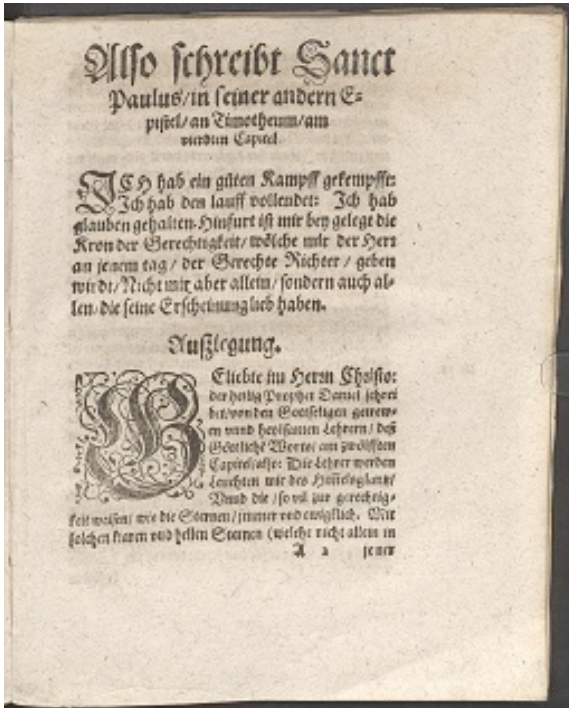 Also schreibt Sanct
Paulus/in seiner andern E-
pistel/an Timotheum/am
vierdten Capitel.
ICH hab ein gůten Kampff gekempffet:
Ich hab den lauff vollendet: Ich hab
glauben gehalten. Hinfurt ist mir bey gelegt die
Kron der Gerechtigkeit/wölche mir der Herr
an jenem tag/ der Gerechte Richter/ geben
wirdt/Nicht mir aber allein/sondern auch al-
len/die seine Erscheinung lieb haben.
Außlegung.
GEliebte im Herrn Christo:
der heilig Prophet Daniel schrei
bet/von den Gottseligen getrew-
en vnnd heylsamen Lehrern/ deß
Göttlichẽ Worts/am zwölfften
Capitel/also: Die Lehrer werden
Leuchten wie des Him̃elsglantz/
Vnnd die/so vil zur gerechtig-
keit weisen/wie die Sternen/jmmer vnd ewigklich. Mit
solchen klaren vnd hellen Sternen (welche nicht allein in
A 2 jener